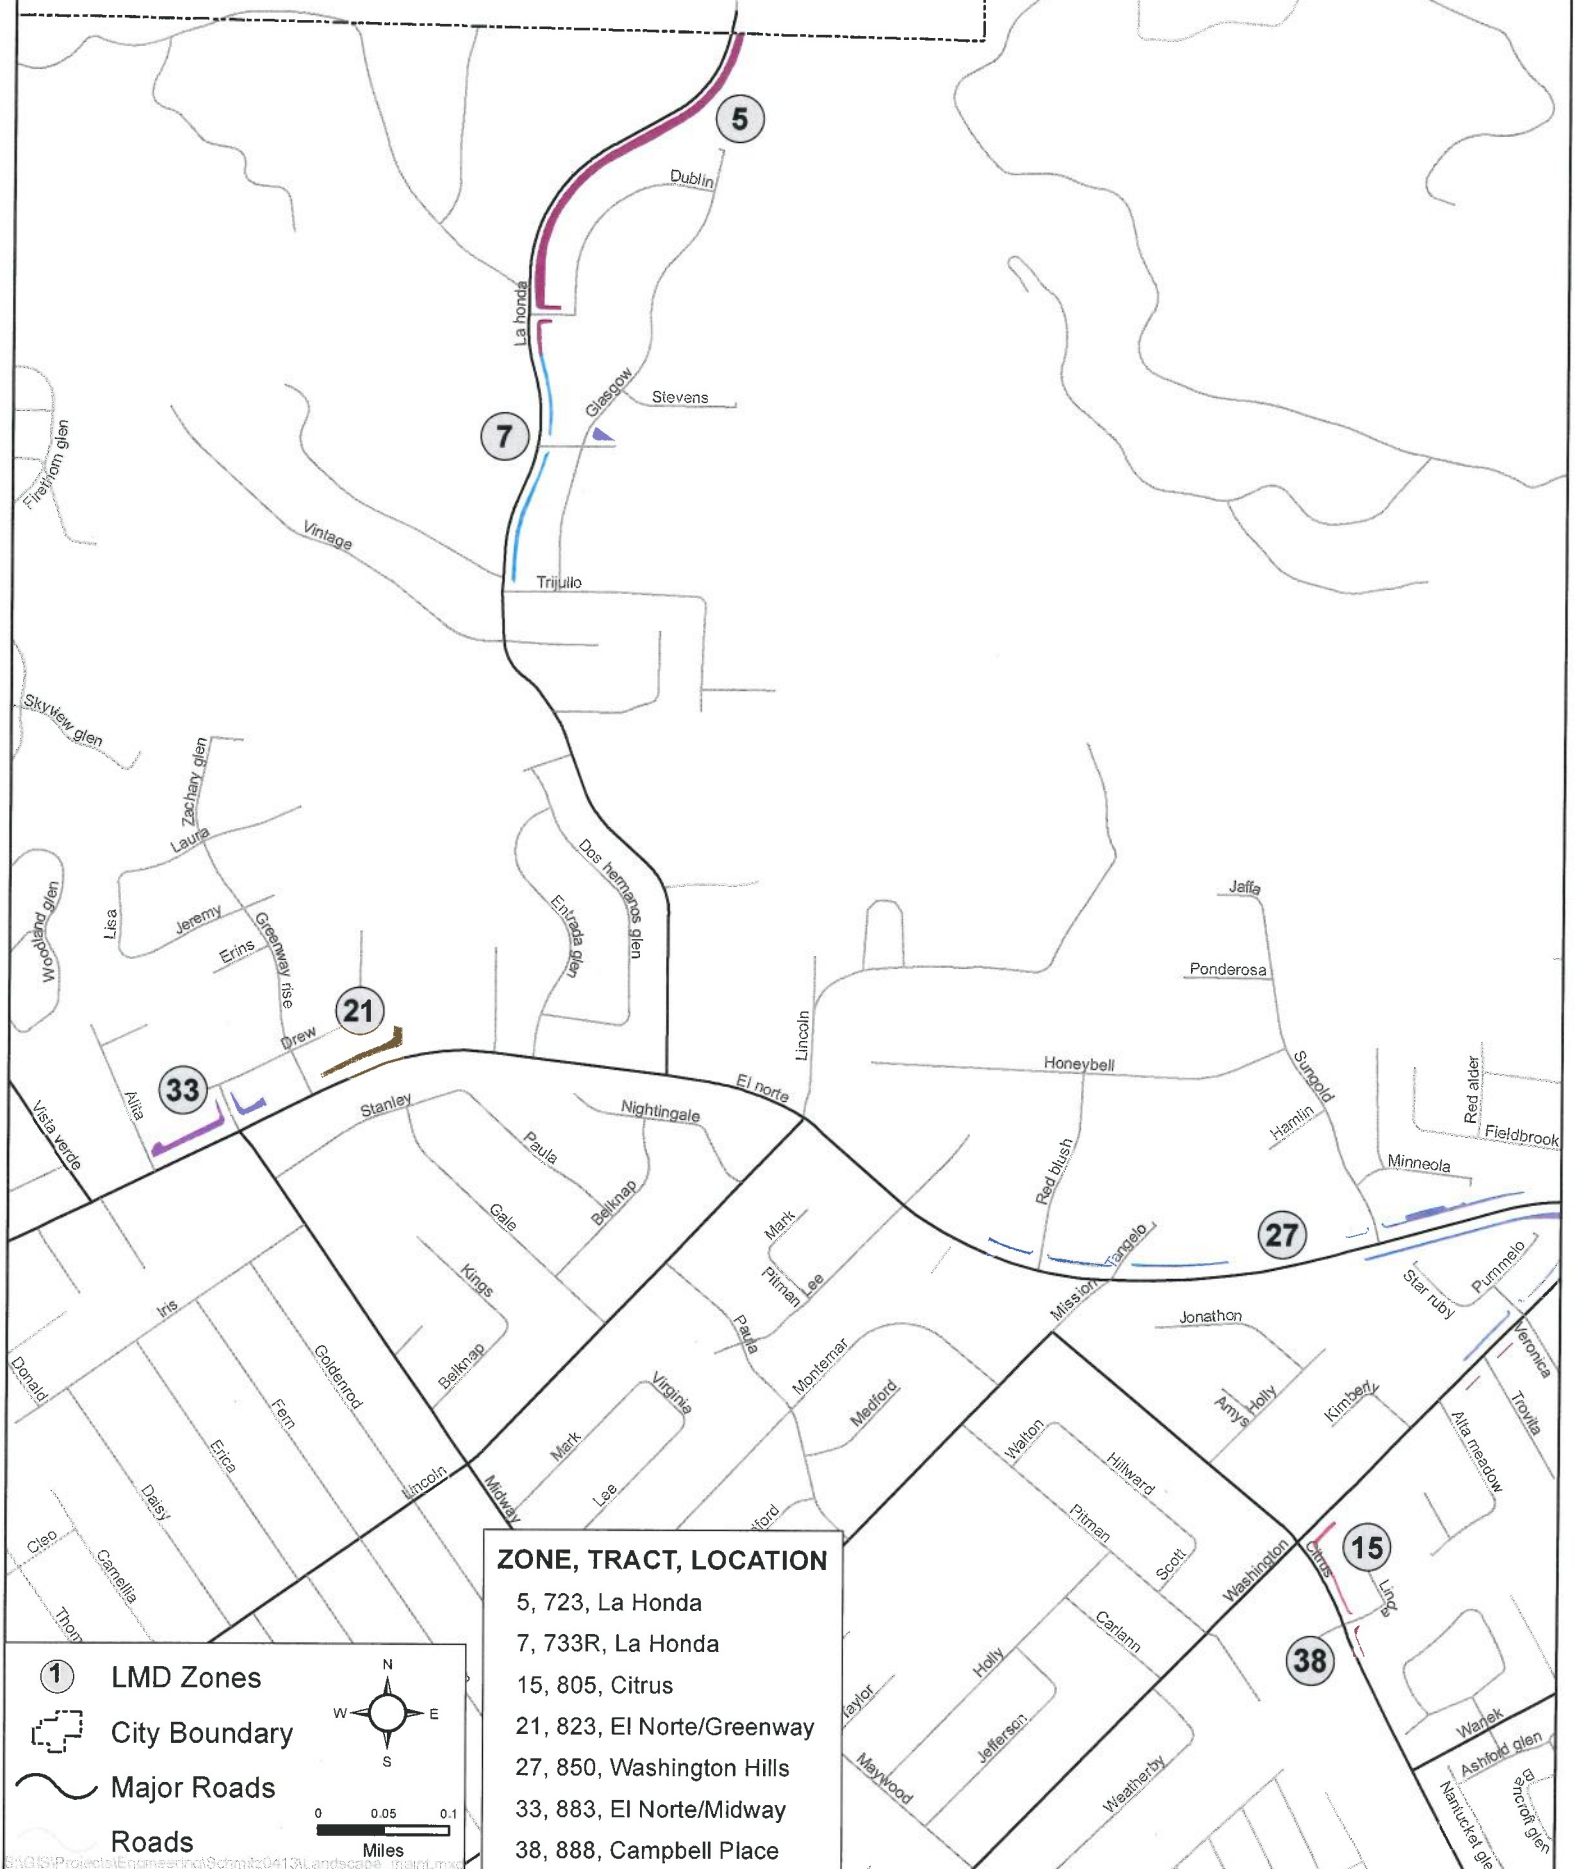 5
Dublin
La honda
Glasgow
Stevens
7
Firethorn glen
Vintage
Trijullo
Skyview glen
Zachary glen
Laura
Dos hermanos glen
Entrada glen
Woodland glen
Lisa
Jeremy
Greenway rise
Erins
Jaffa
Ponderosa
21
Drew
Lincoln
Honeybell
Sungold
Red alder
33
Alita
Vista verde
El norte
Stanley
Nightingale
Hamlin
Fieldbrook
Paula
Red blush
Minneola
Belknap
Gale
Mark
27
Tangelo
Pitman
Lee
Kings
Mission
Star ruby
Pummelo
Iris
Jonathon
Veronica
Paula
Donald
Goldenrod
Belknap
Montemar
Virginia
Medford
Amys
Holly
Kimberly
Trovita
Fern
Alta meadow
Erica
Mark
Walton
Hillward
Lincoln
Midway
Lee
Daisy
Pitman
Cleo
Camellia
Scott
Washington
Citrus
15
Linda
Thom
Carlann
38
Holly
Taylor
Jefferson
Wanek
Ashford glen
Maywood
Weatherby
Nantucket gle
Bancroft glen
ZONE, TRACT, LOCATION
5, 723, La Honda
7, 733R, La Honda
15, 805, Citrus
21, 823, El Norte/Greenway
27, 850, Washington Hills
33, 883, El Norte/Midway
38, 888, Campbell Place
1 LMD Zones
City Boundary
Major Roads
Roads
N
W E
S
0 0.05 0.1
Miles